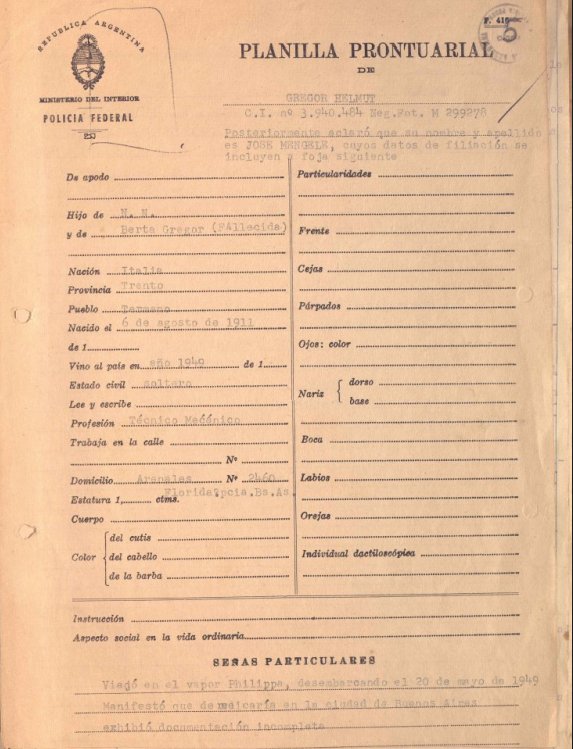 REPUBLICA ARGENTINA
MINISTERIO DEL INTERIOR
POLICIA FEDERAL
F. 416
PLANILLA PRONTUARIAL
DE
GREGOR HELMUT
C.I. nº 3.940.484 Neg.Fot. M 299278
Posteriormente aclaró que su nombre y apellido
es JOSE MENGELE, cuyos datos de filiación se
incluyen a foja siguiente
De apodo
Hijo de N. N.
y de Berta Gregor (FAllecida)
Nación Italia
Provincia Trento
Pueblo Termeno
Nacido el 6 de agosto de 1911
de 1
Vino al país en año 1949 de 1
Estado civil soltero
Lee y escribe
Profesión Técnico Mecánico
Trabaja en la calle
Nº
Domicilio Arenales Nº 2460
Florida, pcia.Bs.As.
Estatura 1, ctms.
Cuerpo
Color
del cutis
del cabello
de la barba
Particularidades
Frente
Cejas
Párpados
Ojos: color
Nariz
dorso
base
Boca
Labios
Orejas
Individual dactiloscópica
Instrucción
Aspecto social en la vida ordinaria
SEÑAS PARTICULARES
Viajó en el vapor Philippa, desembarcando el 20 de mayo de 1949
Manifestó que en la ciudad de Buenos Aires
exhibió documentación incompleta